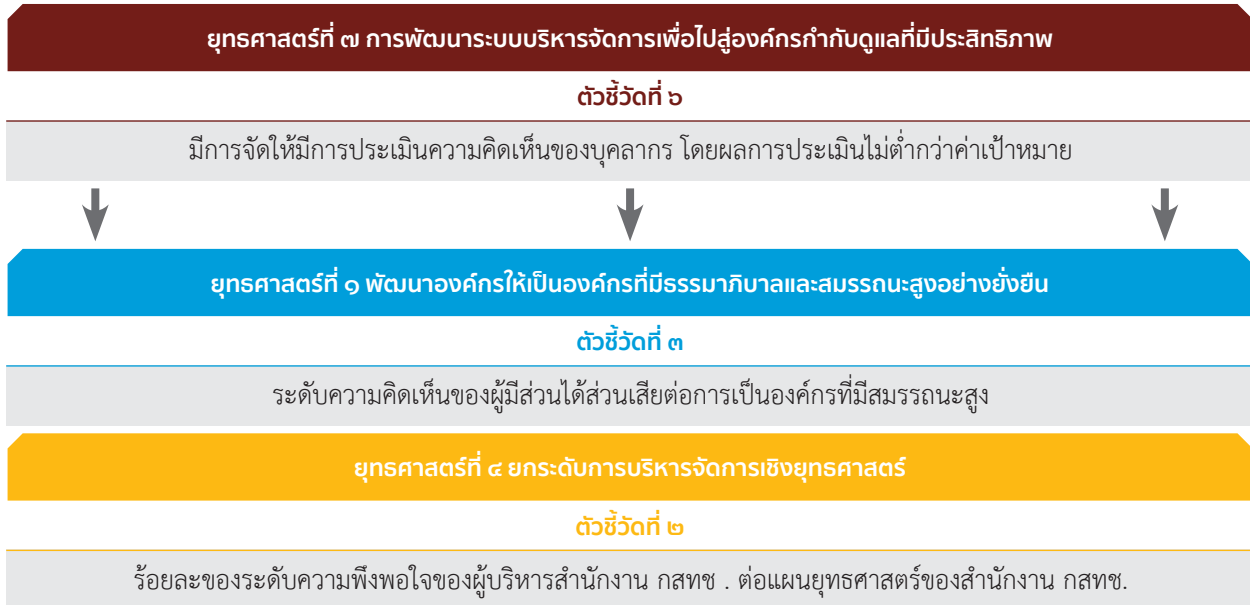 ยุทธศาสตร์ที่ ๗ การพัฒนาระบบบริหารจัดการเพื่อไปสู่องค์กรกำกับดูแลที่มีประสิทธิภาพ
ตัวชี้วัดที่ ๖
มีการจัดให้มีการประเมินความคิดเห็นของบุคลากร โดยผลการประเมินไม่ต่ำกว่าค่าเป้าหมาย
ยุทธศาสตร์ที่ ๑ พัฒนาองค์กรให้เป็นองค์กรที่มีธรรมาภิบาลและสมรรถนะสูงอย่างยั่งยืน
ตัวชี้วัดที่ ๓
ระดับความคิดเห็นของผู้มีส่วนได้ส่วนเสียต่อการเป็นองค์กรที่มีสมรรถนะสูง
ยุทธศาสตร์ที่ ๔ ยกระดับการบริหารจัดการเชิงยุทธศาสตร์
ตัวชี้วัดที่ ๒
ร้อยละของระดับความพึงพอใจของผู้บริหารสำนักงาน กสทช . ต่อแผนยุทธศาสตร์ของสำนักงาน กสทช.